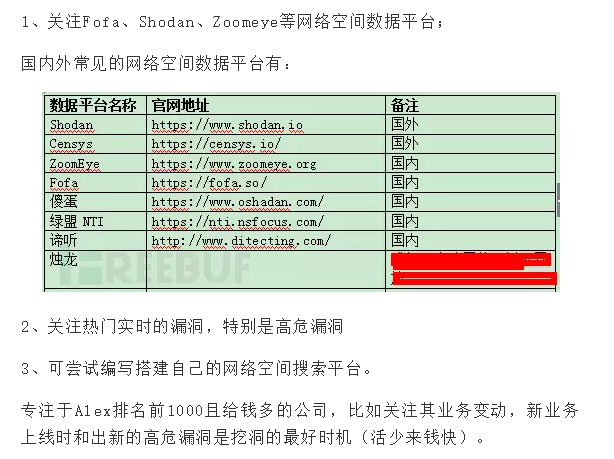 1、关注Fofa、Shodan、Zoomeye等网络空间数据平台；
国内外常见的网络空间数据平台有：
数据平台名称 官网地址 备注
Shodan https://www.shodan.io 国外
Censys https://censys.io/ 国外
ZoomEye https://www.zoomeye.org 国内
Fofa https://fofa.so/ 国内
傻蛋 https://www.oshadan.com/ 国内
绿盟 NTI https://nti.nsfocus.com/ 国内
谛听 http://www.ditecting.com/ 国内
烛龙
REEBUF
2、关注热门实时的漏洞，特别是高危漏洞
3、可尝试编写搭建自己的网络空间搜索平台。
专注于Alex排名前1000且给钱多的公司，比如关注其业务变动，新业务
上线时和出新的高危漏洞是挖洞的最好时机（活少来钱快）。